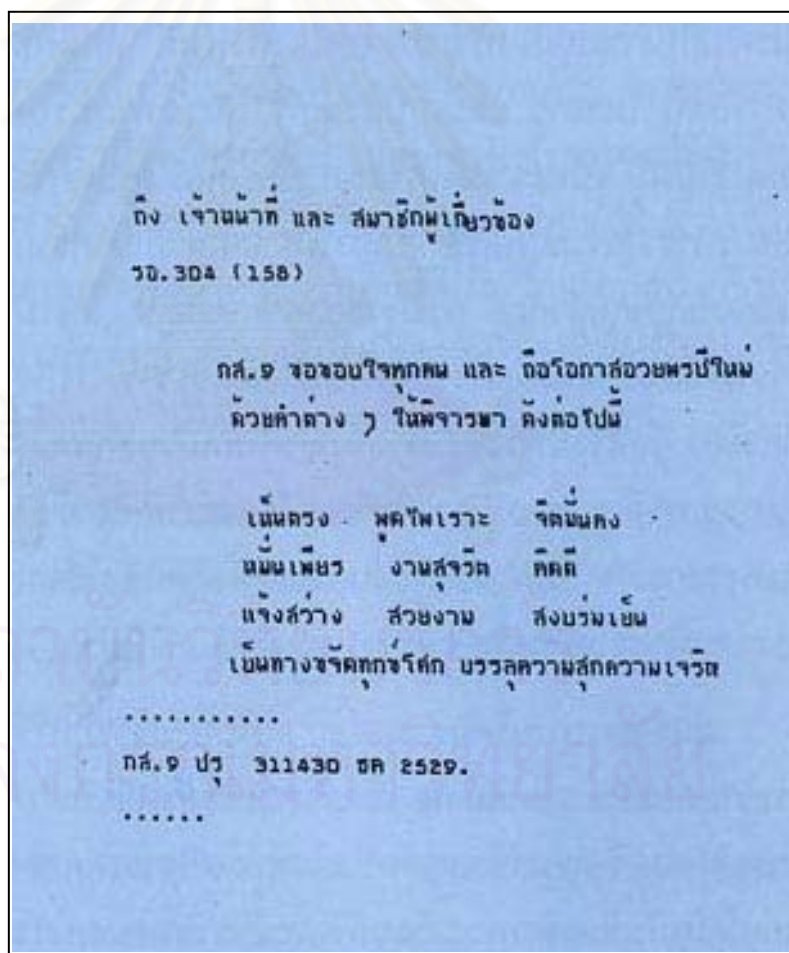 ถึง เจ้าหน้าที่ และ สมาชิกผู้เกี่ยวข้อง
รอ.304 (158)
กส.9 ขอขอบใจทุกคน และ ถือโอกาสอวยพรปีใหม่
ด้วยคำต่าง ๆ ให้พิจารณา ดังต่อไปนี้
เห็นตรง พูดไพเราะ จิตมั่นคง
หมั่นเพียร งานสุจริต คิดดี
แจ้งสว่าง สวยงาม สงบร่มเย็น
เป็นทางขจัดทุกข์โศก บรรลุความสุกความเจริญ
...........
กส.9 ปรุ 311430 ธค 2529.
......